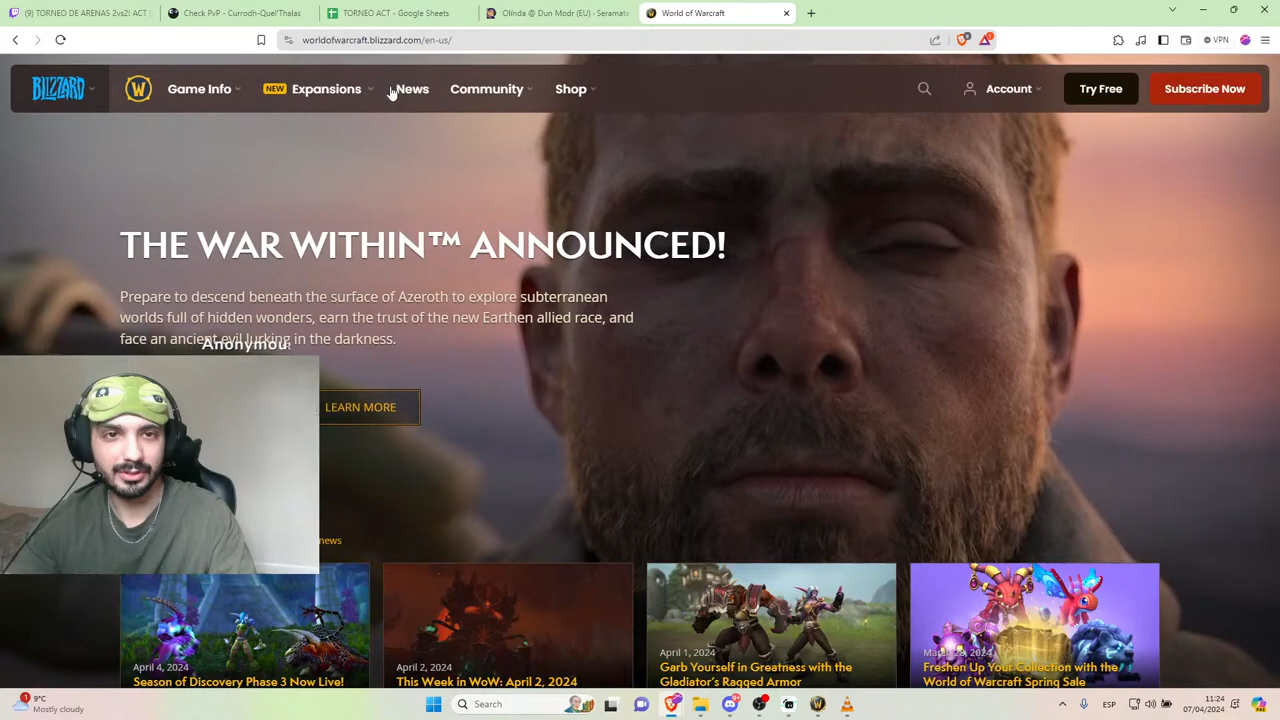 (9) TORNEO DE ARENAS 2vs2! ACT (
Check PvP - Currodh-Quel'Thalas
TORNEO ACT - Google Sheets
Olinda @ Dun Modr (EU) - Seramate
World of Warcraft
worldofwarcraft.blizzard.com/en-us/
VPN
BLIZZARD
W
Game Info
NEW
Expansions
News
Community
Shop
Account
Try Free
Subscribe Now
THE WAR WITHIN™ ANNOUNCED!
Prepare to descend beneath the surface of Azeroth to explore subterranean
worlds full of hidden wonders, earn the trust of the new Earthen allied race, and
face an ancient evil lurking in the darkness.
LEARN MORE
news
April 4, 2024
Season of Discovery Phase 3 Now Live!
April 2, 2024
This Week in WoW: April 2, 2024
April 1, 2024
Garb Yourself in Greatness with the
Gladiator's Ragged Armor
Freshen Up Your Collection with the
World of Warcraft Spring Sale
1
9°C
Mostly cloudy
Search
ESP
11:24
07/04/2024